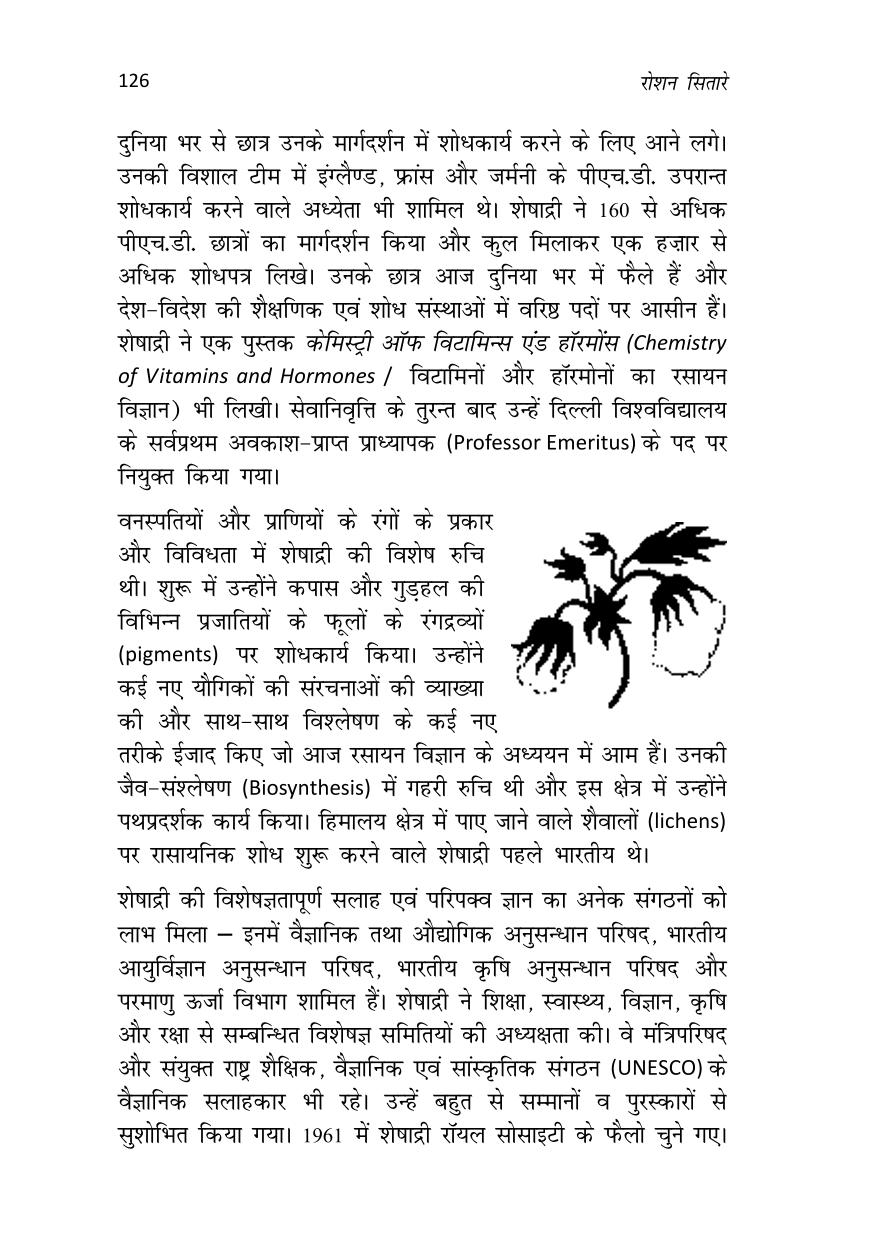 126 रोशन सितारे
दुनिया भर से छात्र उनके मार्गदर्शन में शोधकार्य करने के लिए आने लगे।
उनकी विशाल टीम में इंग्लैण्ड, फ्रांस और जर्मनी के पीएच.डी. उपरान्त
शोधकार्य करने वाले अध्येता भी शामिल थे। शेषाद्री ने 160 से अधिक
पीएच.डी. छात्रों का मार्गदर्शन किया और कुल मिलाकर एक हज़ार से
अधिक शोधपत्र लिखे। उनके छात्र आज दुनिया भर में फैले हैं और
देश-विदेश की शैक्षणिक एवं शोध संस्थाओं में वरिष्ठ पदों पर आसीन हैं।
शेषाद्री ने एक पुस्तक केमिस्ट्री ऑफ विटामिन्स एंड हॉरमोंस (Chemistry
of Vitamins and Hormones / विटामिनों और हॉरमोनों का रसायन
विज्ञान) भी लिखी। सेवानिवृत्ति के तुरन्त बाद उन्हें दिल्ली विश्वविद्यालय
के सर्वप्रथम अवकाश-प्राप्त प्राध्यापक (Professor Emeritus) के पद पर
नियुक्त किया गया।
वनस्पतियों और प्राणियों के रंगों के प्रकार
और विविधता में शेषाद्री की विशेष रुचि
थी। शुरू में उन्होंने कपास और गुड़हल की
विभिन्न प्रजातियों के फूलों के रंगद्रव्यों
(pigments) पर शोधकार्य किया। उन्होंने
कई नए यौगिकों की संरचनाओं की व्याख्या
की और साथ-साथ विश्लेषण के कई नए
तरीके ईजाद किए जो आज रसायन विज्ञान के अध्ययन में आम हैं। उनकी
जैव-संश्लेषण (Biosynthesis) में गहरी रुचि थी और इस क्षेत्र में उन्होंने
पथप्रदर्शक कार्य किया। हिमालय क्षेत्र में पाए जाने वाले शैवालों (lichens)
पर रासायनिक शोध शुरू करने वाले शेषाद्री पहले भारतीय थे।
शेषाद्री की विशेषज्ञतापूर्ण सलाह एवं परिपक्व ज्ञान का अनेक संगठनों को
लाभ मिला – इनमें वैज्ञानिक तथा औद्योगिक अनुसन्धान परिषद, भारतीय
आयुर्विज्ञान अनुसन्धान परिषद, भारतीय कृषि अनुसन्धान परिषद और
परमाणु ऊर्जा विभाग शामिल हैं। शेषाद्री ने शिक्षा, स्वास्थ्य, विज्ञान, कृषि
और रक्षा से सम्बन्धित विशेषज्ञ समितियों की अध्यक्षता की। वे मंत्रिपरिषद
और संयुक्त राष्ट्र शैक्षिक, वैज्ञानिक एवं सांस्कृतिक संगठन (UNESCO) के
वैज्ञानिक सलाहकार भी रहे। उन्हें बहुत से सम्मानों व पुरस्कारों से
सुशोभित किया गया। 1961 में शेषाद्री रॉयल सोसाइटी के फैलो चुने गए।